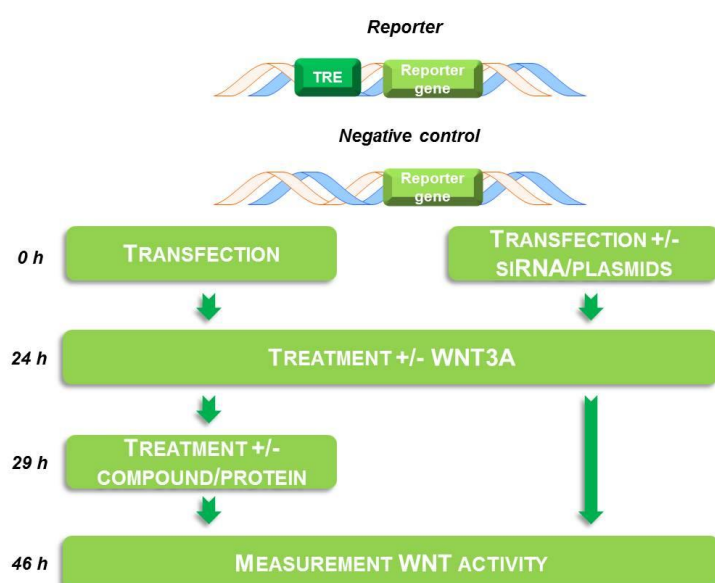 Reporter
TRE
Reporter
gene
Negative control
Reporter
gene
0 h
TRANSFECTION
TRANSFECTION +/-
SIRNA/PLASMIDS
24 h
TREATMENT +/- WNT3A
29 h
TREATMENT +/-
COMPOUND/PROTEIN
46 h
MEASUREMENT WNT ACTIVITY